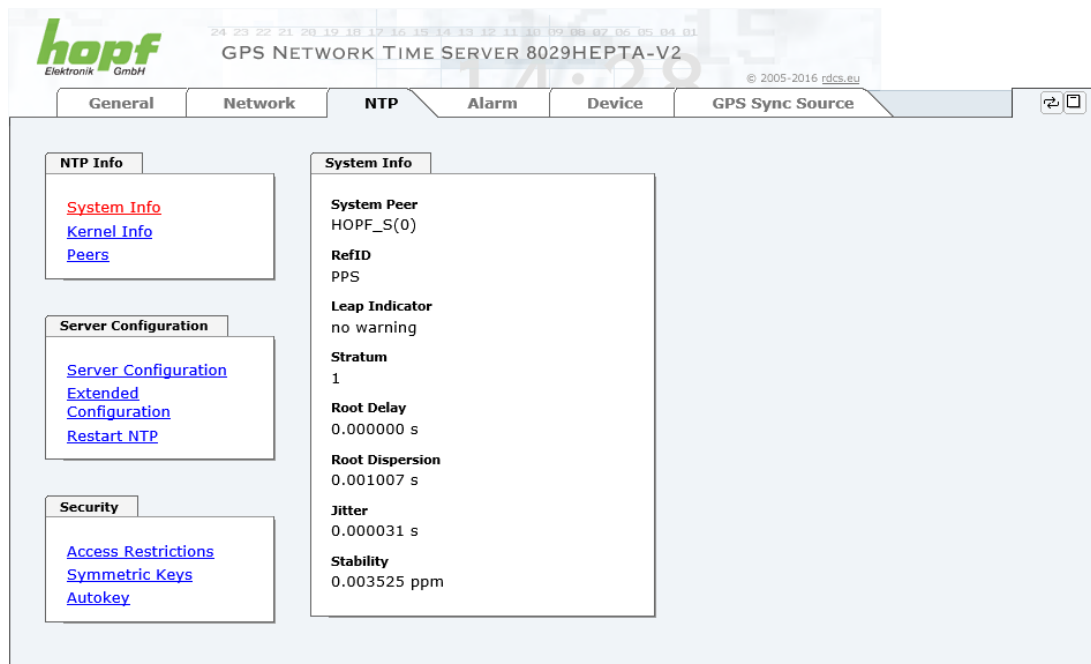 hopf
Elektronik GmbH
24 23 22 21 20 19 18 17 16 15 14 13 12 11 10 09 08 07 06 05 04 01
GPS NETWORK TIME SERVER 8029HEPTA-V2
14:28
© 2005-2016 rdcs.eu
General Network NTP Alarm Device GPS Sync Source
NTP Info
System Info
Kernel Info
Peers
Server Configuration
Server Configuration
Extended
Configuration
Restart NTP
Security
Access Restrictions
Symmetric Keys
Autokey
System Info
System Peer
HOPF_S(0)
RefID
PPS
Leap Indicator
no warning
Stratum
1
Root Delay
0.000000 s
Root Dispersion
0.001007 s
Jitter
0.000031 s
Stability
0.003525 ppm